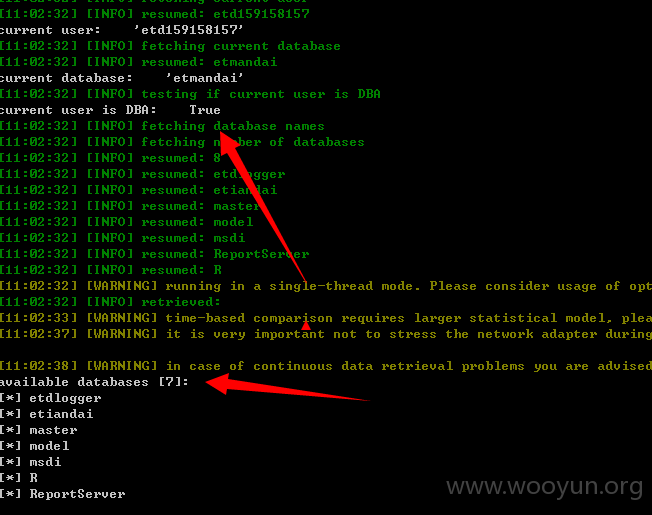 [11:02:32] [INFO] resumed: etd159158157
current user: 'etd159158157'
[11:02:32] [INFO] fetching current database
[11:02:32] [INFO] resumed: etmandai
current database: 'etmandai'
[11:02:32] [INFO] testing if current user is DBA
current user is DBA: True
[11:02:32] [INFO] fetching database names
[11:02:32] [INFO] fetching number of databases
[11:02:32] [INFO] resumed: 8
[11:02:32] [INFO] resumed: etdlogger
[11:02:32] [INFO] resumed: etiandai
[11:02:32] [INFO] resumed: master
[11:02:32] [INFO] resumed: model
[11:02:32] [INFO] resumed: msdi
[11:02:32] [INFO] resumed: ReportServer
[11:02:32] [INFO] resumed: R
[11:02:32] [WARNING] running in a single-thread mode. Please consider usage of opt
[11:02:32] [INFO] retrieved:
[11:02:33] [WARNING] time-based comparison requires larger statistical model, plea
[11:02:37] [WARNING] it is very important not to stress the network adapter during
[11:02:38] [WARNING] in case of continuous data retrieval problems you are advised
available databases [7]:
[*] etdlogger
[*] etiandai
[*] master
[*] model
[*] msdi
[*] R
[*] ReportServer
www.wooyun.org